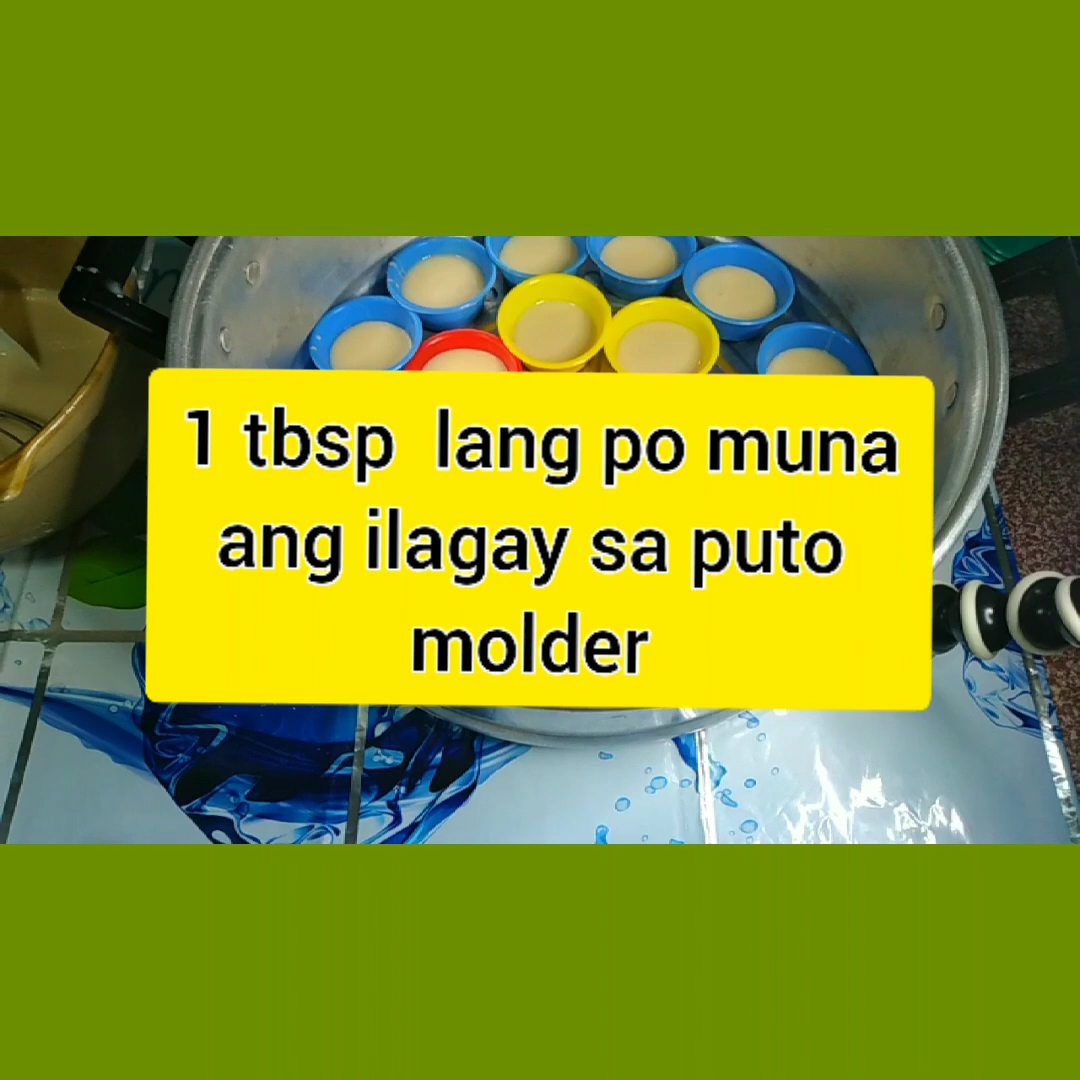 1 tbsp lang po muna
ang ilagay sa puto
molder